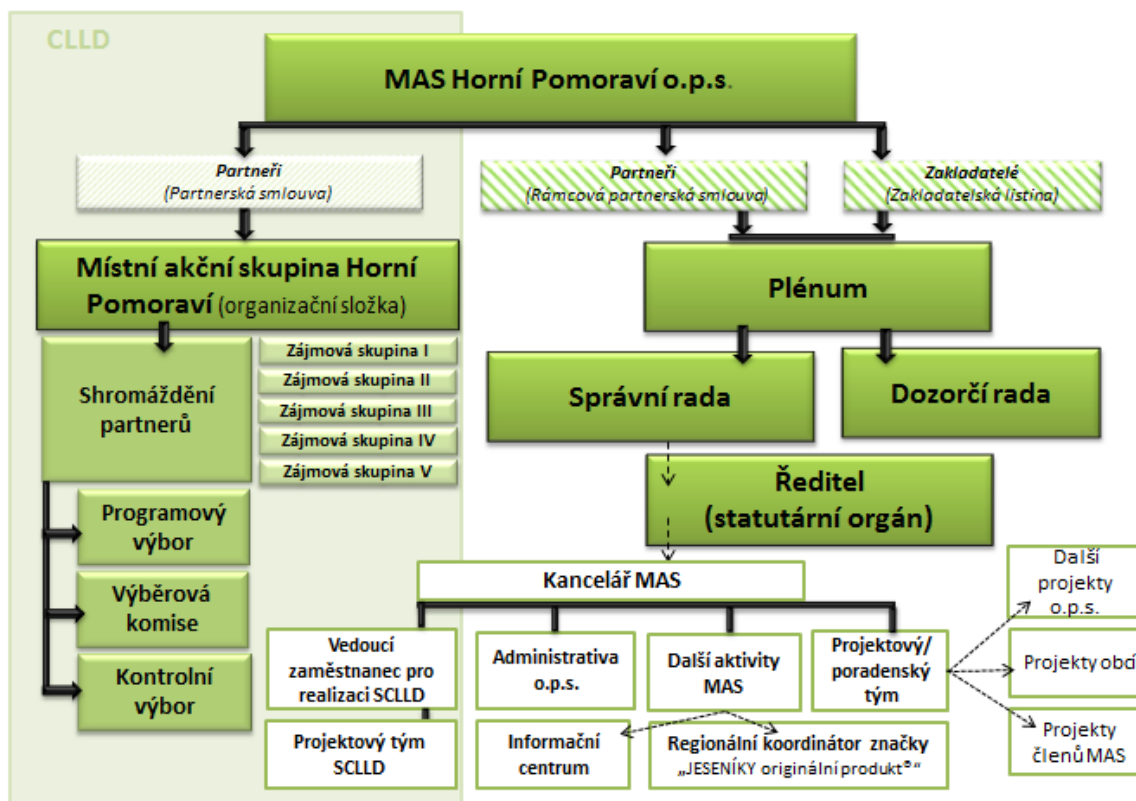 CLLD
MAS Horní Pomoraví o.p.s.
Partneři
(Partnerská smlouva)
Partneři
(Rámcová partnerská smlouva)
Zakladatelé
(Zakladatelská listina)
Místní akční skupina Horní
Pomoraví (organizační složka)
Plénum
Shromáždění
partnerů
Zájmová skupina I
Zájmová skupina II
Zájmová skupina III
Zájmová skupina IV
Zájmová skupina V
Správní rada
Dozorčí rada
Ředitel
(statutární orgán)
Programový
výbor
Výběrová
komise
Kontrolní
výbor
Kancelář MAS
Vedoucí
zaměstnanec pro
realizaci SCLLD
Administrativa
o.p.s.
Další aktivity
MAS
Projektový/
poradenský
tým
Další
projekty
o.p.s.
Projekty obcí
Projekty
členů MAS
Projektový tým
SCLLD
Informační
centrum
Regionální koordinátor značky
„JESENÍKY originální produkt®“